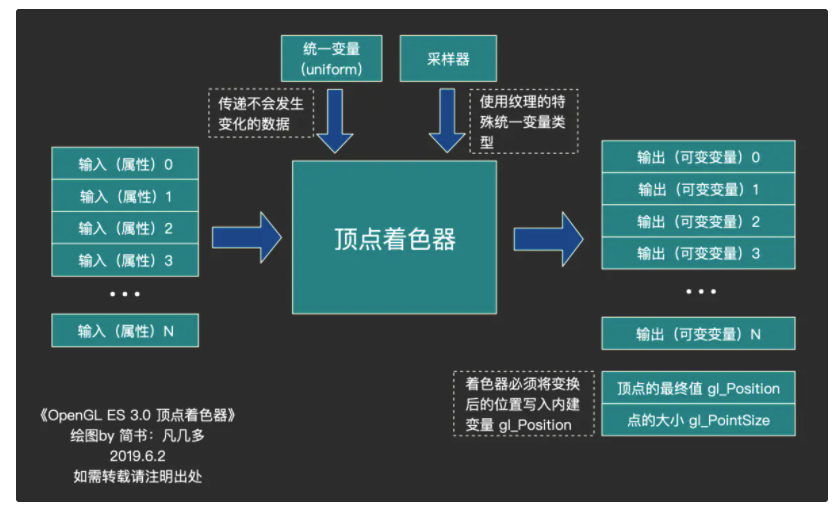 统一变量
(uniform)
采样器
传递不会发生
变化的数据
使用纹理的特
殊统一变量类
型
输入（属性）0
输入（属性）1
输入（属性）2
输入（属性）3
•••
输入（属性）N
顶点着色器
输出（可变变量）0
输出（可变变量）1
输出（可变变量）2
输出（可变变量）3
•••
输出（可变变量）N
着色器必须将变换
后的位置写入内建
变量 gl_Position
顶点的最终值 gl_Position
点的大小 gl_PointSize
《OpenGL ES 3.0 顶点着色器》
绘图by 简书：凡几多
2019.6.2
如需转载请注明出处